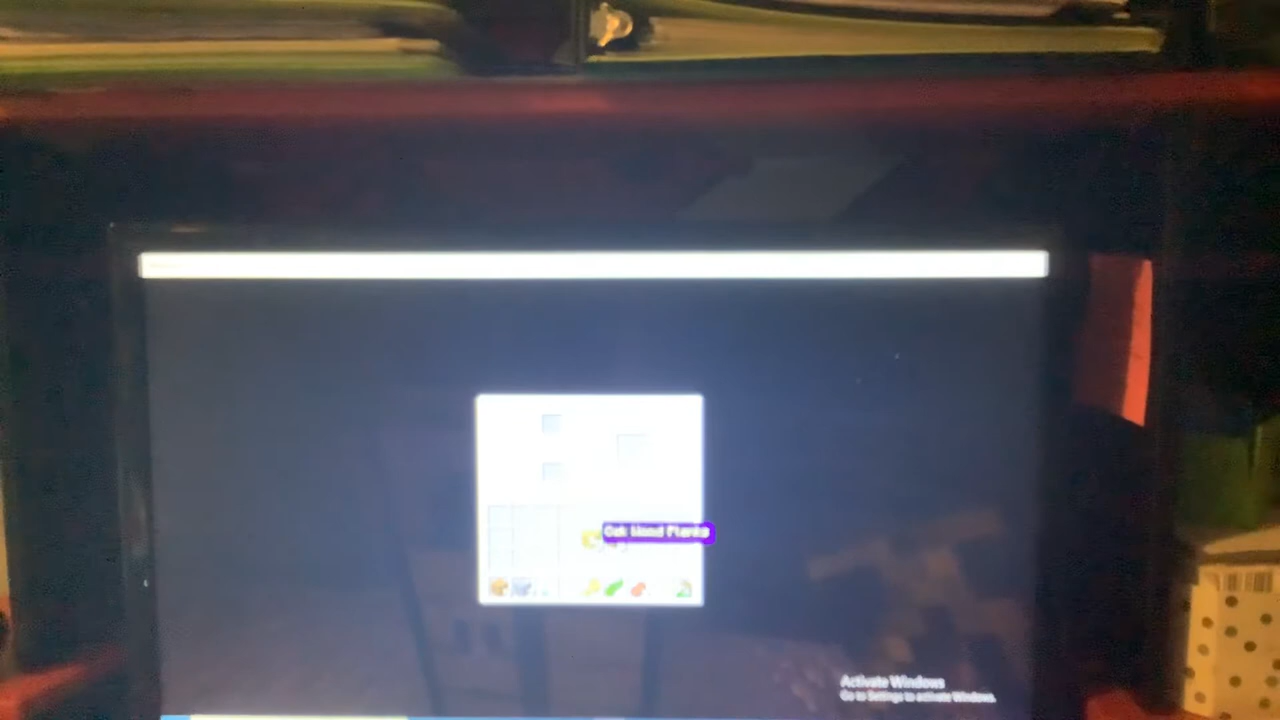 Oak Wood Planks
Activate Windows
Go to Settings to activate Windows.